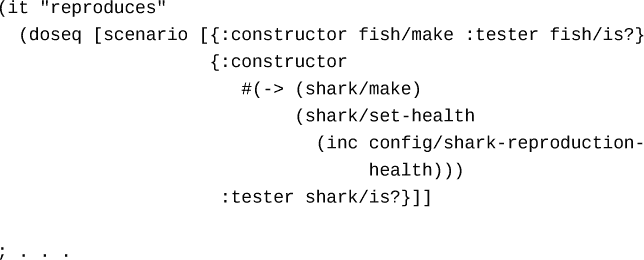 (it "reproduces"
  (doseq [scenario [{:constructor fish/make :tester fish/is?}
                    {:constructor
                       #(-> (shark/make)
                            (shark/set-health
                              (inc config/shark-reproduction-
                                   health)))
                     :tester shark/is?}]]
; . . .